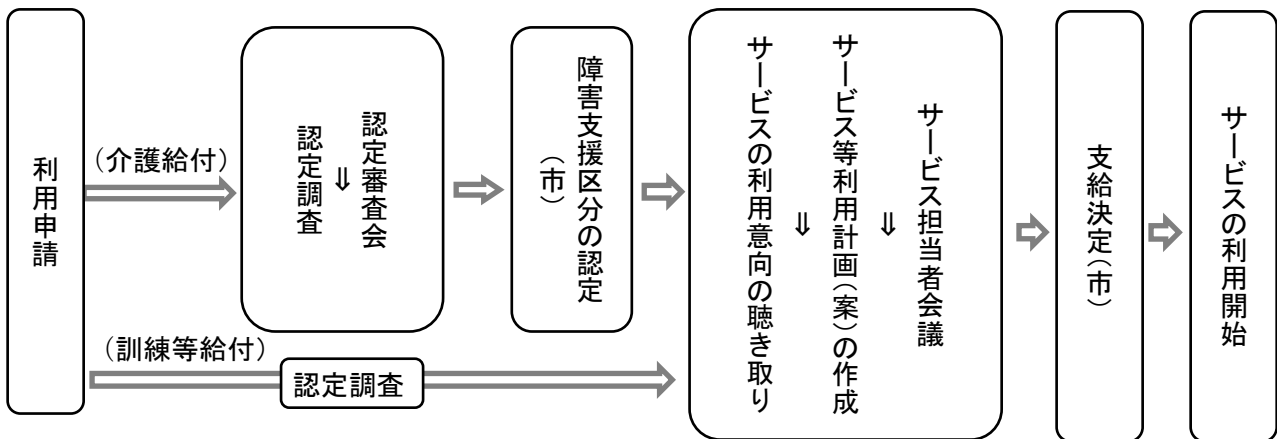 利用申請
（介護給付）
認定調査
⇓
認定審査会
障害支援区分の認定
（市）
（訓練等給付）
認定調査
サービスの利用意向の聴き取り
⇓
サービス等利用計画（案）の作成
⇓
サービス担当者会議
支給決定（市）
サービスの利用開始